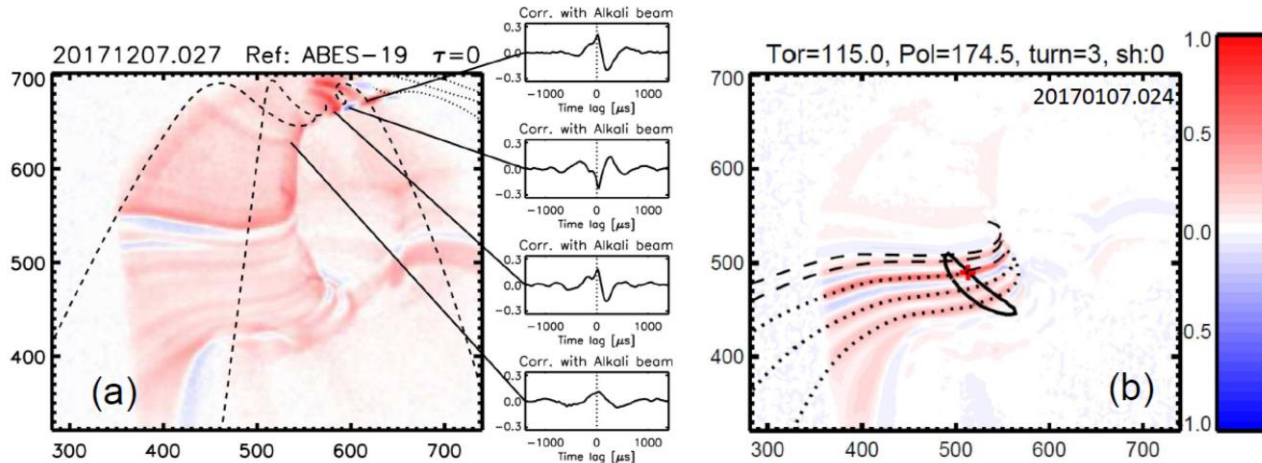 20171207.027 Ref: ABES-19 τ=0
700
600
500
400
300 400 500 600 700
(a)
Corr. with Alkali beam
0.3
0.0
-0.3
-1000 0 1000
Time lag [μs]
Corr. with Alkali beam
0.3
0.0
-0.3
-1000 0 1000
Time lag [μs]
Corr. with Alkali beam
0.3
0.0
-0.3
-1000 0 1000
Time lag [μs]
Corr. with Alkali beam
0.3
0.0
-0.3
-1000 0 1000
Time lag [μs]
Tor=115.0, Pol=174.5, turn=3, sh:0
20170107.024
700
600
500
400
300 400 500 600 700
(b)
1.0
0.5
0.0
0.5
1.0